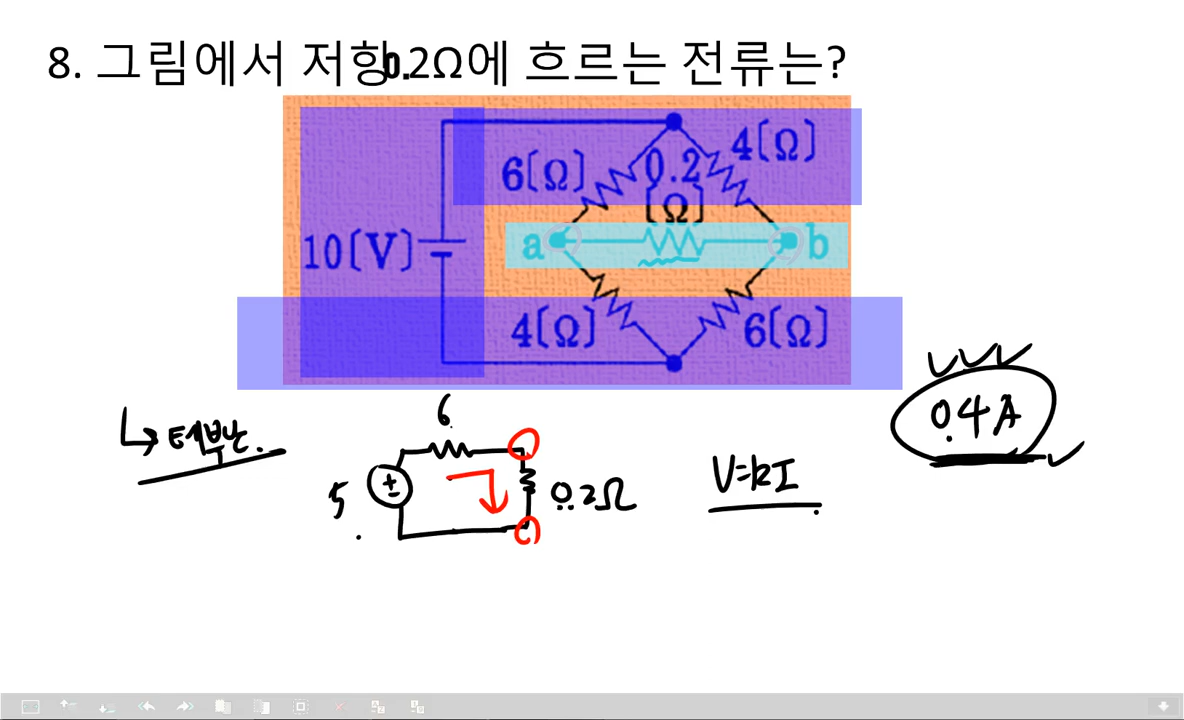 8. 그림에서 저항0.2Ω에 흐르는 전류는?
6[Ω] 0.2 4[Ω]
[Ω]
10[V] a b
4[Ω] 6[Ω]
0.4A
6.
5 0.2Ω V=RI